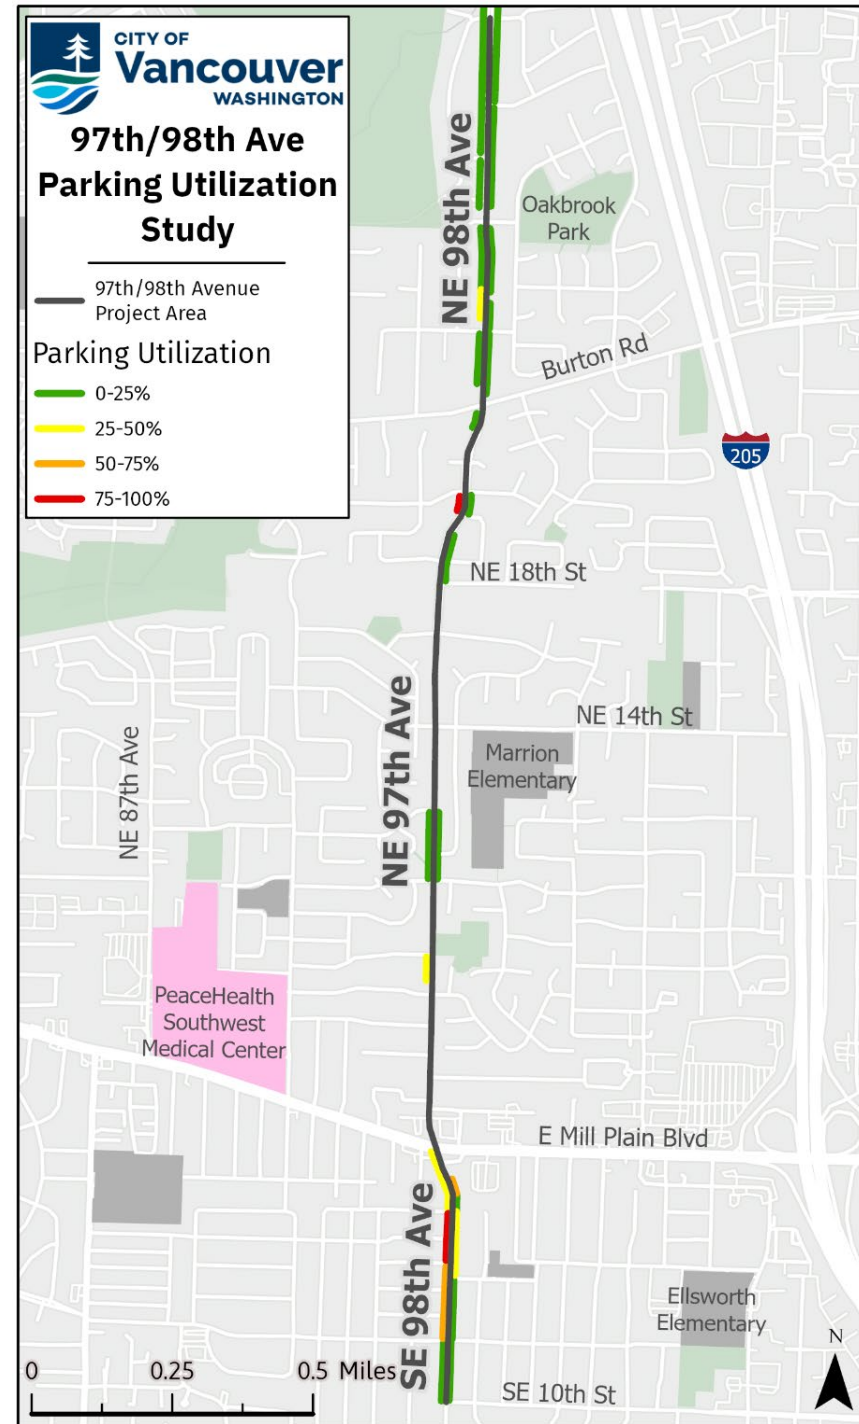 CITY OF
Vancouver
WASHINGTON
97th/98th Ave
Parking Utilization
Study
97th/98th Avenue
Project Area
Parking Utilization
0-25%
25-50%
50-75%
75-100%
NE 98th Ave
Oakbrook
Park
Burton Rd
205
NE 18th St
NE 97th Ave
NE 14th St
Marrion
Elementary
NE 87th Ave
PeaceHealth
Southwest
Medical Center
E Mill Plain Blvd
SE 98th Ave
Ellsworth
Elementary
SE 10th St
0 0.25 0.5 Miles
N